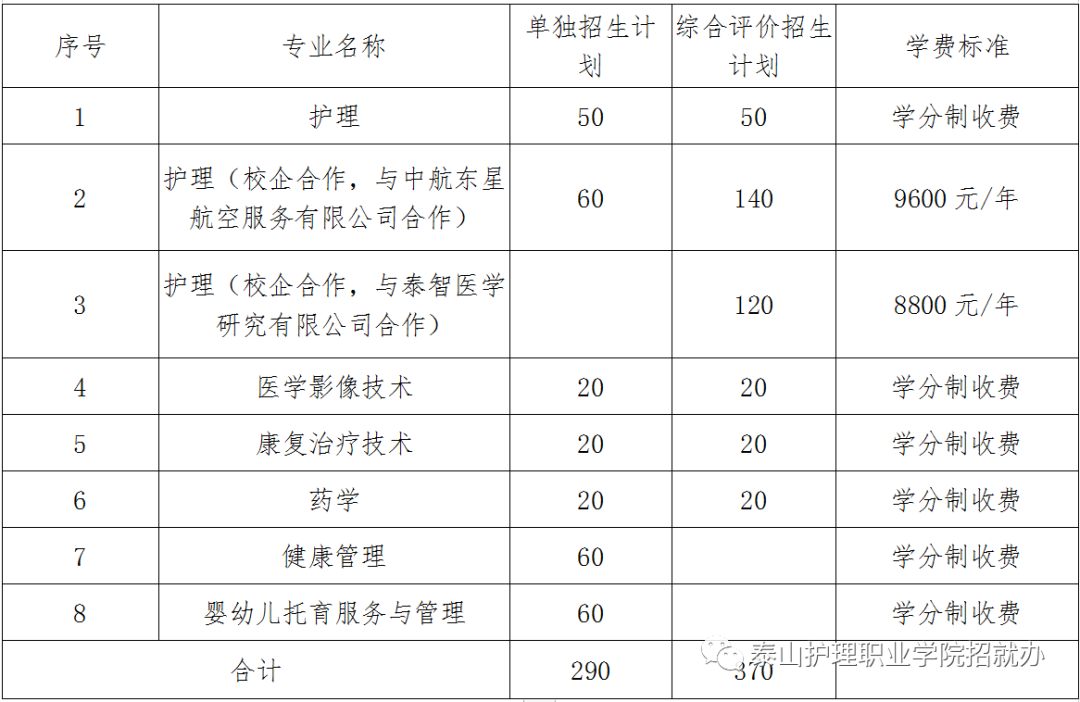 序号 专业名称 单独招生计划 综合评价招生计划 学费标准
1 护理 50 50 学分制收费
2 护理（校企合作，与中航东星航空服务有限公司合作） 60 140 9600 元/年
3 护理（校企合作，与泰智医学研究有限公司合作） 120 8800 元/年
4 医学影像技术 20 20 学分制收费
5 康复治疗技术 20 20 学分制收费
6 药学 20 20 学分制收费
7 健康管理 60 学分制收费
8 婴幼儿托育服务与管理 60 学分制收费
合计 290 370
泰山护理职业学院招就办